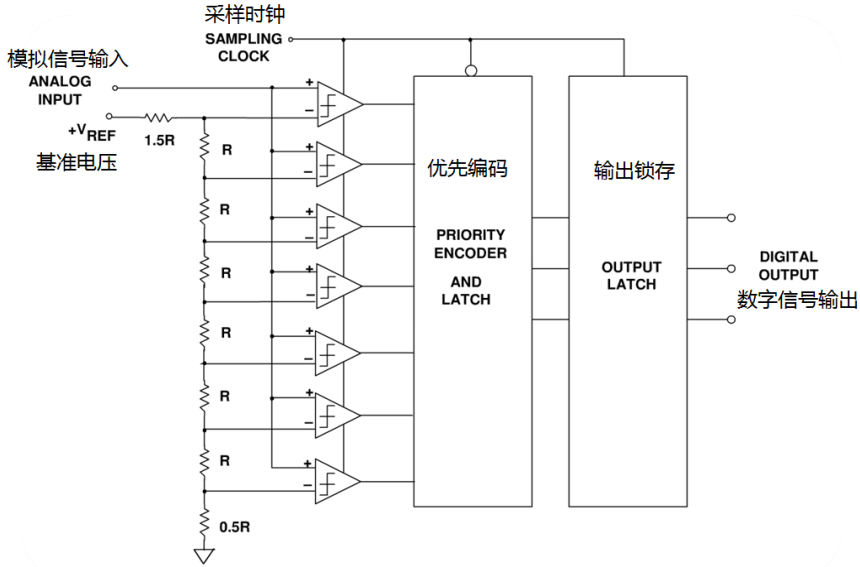 采样时钟
SAMPLING
CLOCK
模拟信号输入
ANALOG
INPUT
+VREF
1.5R
基准电压
R
R
R
R
R
R
0.5R
+
−
+
−
+
−
+
−
+
−
+
−
+
−
优先编码
PRIORITY
ENCODER
AND
LATCH
输出锁存
OUTPUT
LATCH
DIGITAL
OUTPUT
数字信号输出